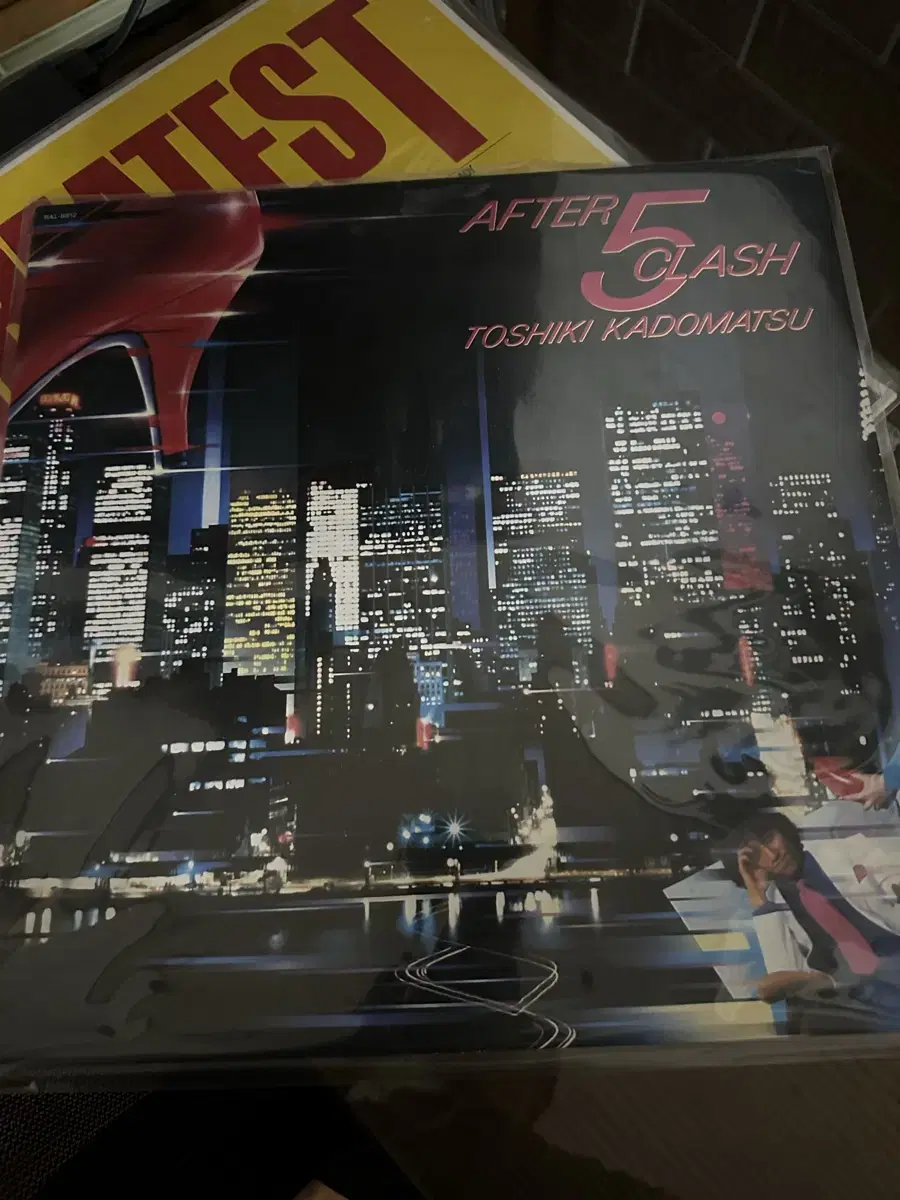 ATEST
AFTER 5
CLASH
TOSHIKI KADOMATSU